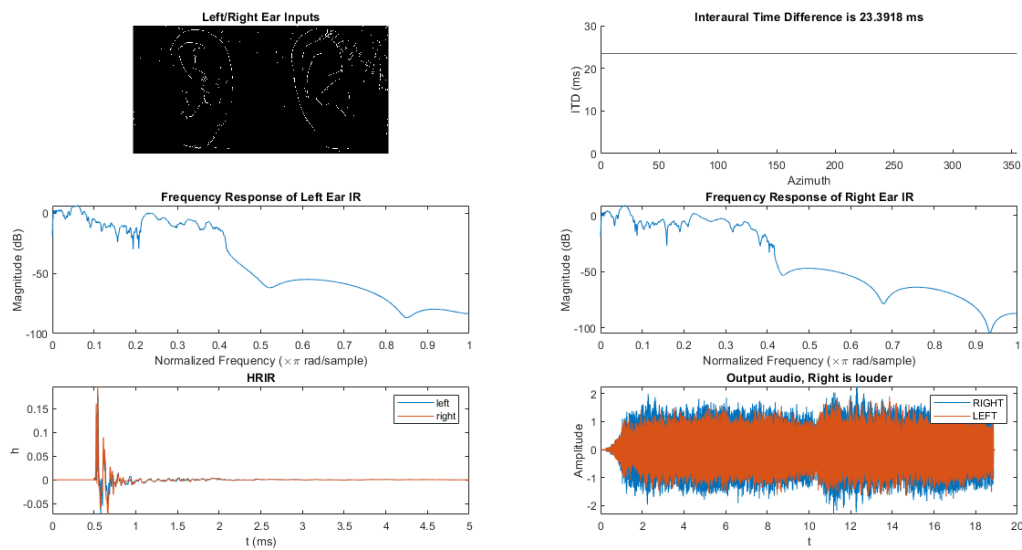 Left/Right Ear Inputs
Interaural Time Difference is 23.3918 ms
30
20
10
0
ITD (ms)
0 50 100 150 200 250 300 350
Azimuth
Frequency Response of Left Ear IR
0
-50
-100
Magnitude (dB)
0 0.1 0.2 0.3 0.4 0.5 0.6 0.7 0.8 0.9 1
Normalized Frequency (×π rad/sample)
Frequency Response of Right Ear IR
0
-50
-100
Magnitude (dB)
0 0.1 0.2 0.3 0.4 0.5 0.6 0.7 0.8 0.9 1
Normalized Frequency (×π rad/sample)
HRIR
0.15
0.1
0.05
0
-0.05
h
left
right
0 0.5 1 1.5 2 2.5 3 3.5 4 4.5 5
t (ms)
Output audio, Right is louder
2
1
0
-1
-2
Amplitude
RIGHT
LEFT
0 2 4 6 8 10 12 14 16 18 20
t